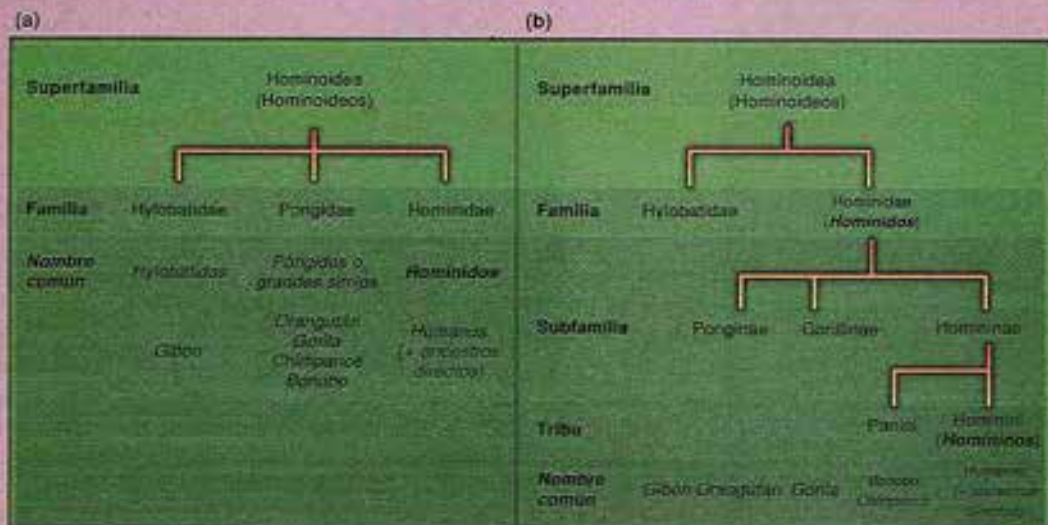 (a)
Superfamilia
Hominoidea
(Hominoideos)
Familia
Hylobatidae
Pongidae
Hominidae
Nombre
común
Hylobátidos
Póngidos o
grandes simios
Hominidos
Gibón
Orangután
Gorila
Chimpancé
Bonobo
Humanos
(+ ancestros
directos)
(b)
Superfamilia
Hominoidea
(Hominoideos)
Familia
Hylobatidae
Hominidae
(Hominidos)
Subfamilia
Ponginae
Gorillinae
Homininae
Tribu
Panini
Hominini
(Homininos)
Nombre
común
Gibón
Orangután
Gorila
Bonobo
Chimpancé
Humanos